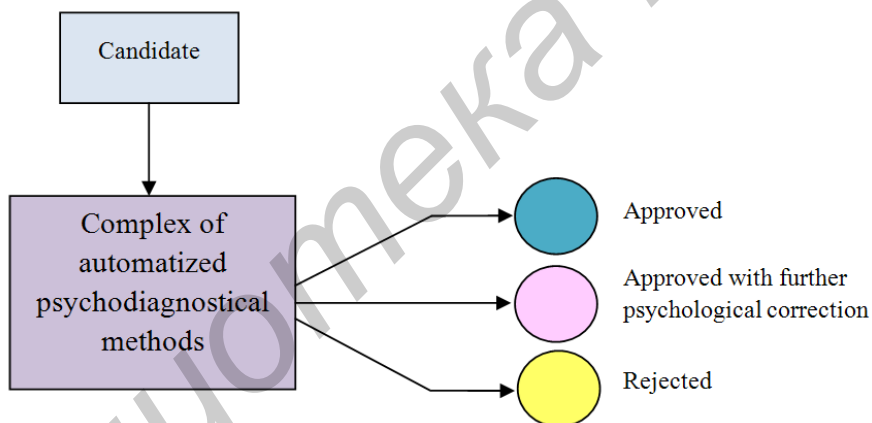 Candidate
Complex of
automatized
psychodiagnostical
methods
Approved
Approved with further
psychological correction
Rejected